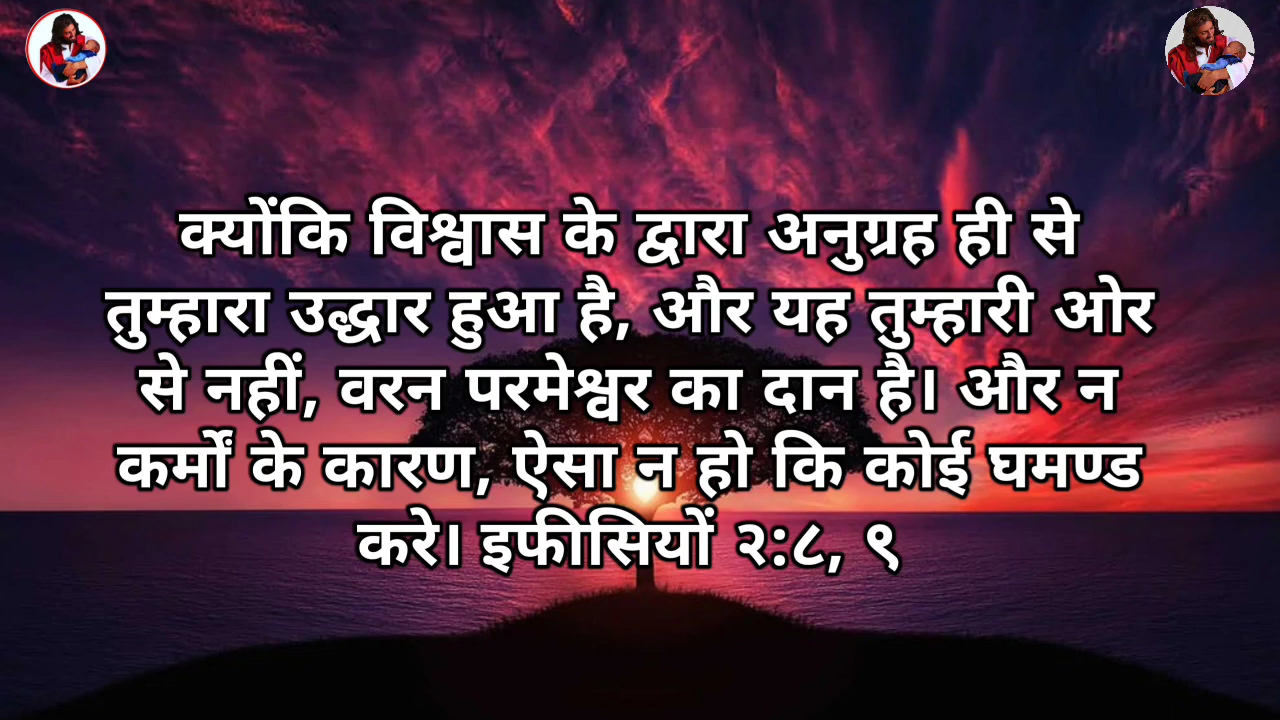 क्योंकि विश्वास के द्वारा अनुग्रह ही से
तुम्हारा उद्धार हुआ है, और यह तुम्हारी ओर
से नहीं, वरन परमेश्वर का दान है। और न
कर्मों के कारण, ऐसा न हो कि कोई घमण्ड
करे। इफीसियों २:८, ९